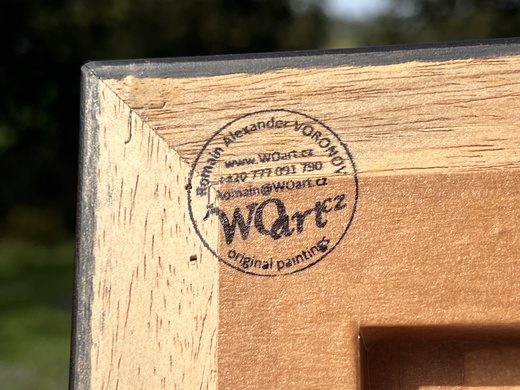 Romain Alexander VORONOV
www.WOart.cz
+420 777 091 790
romain@WOart.cz
WOart.cz
original paintings